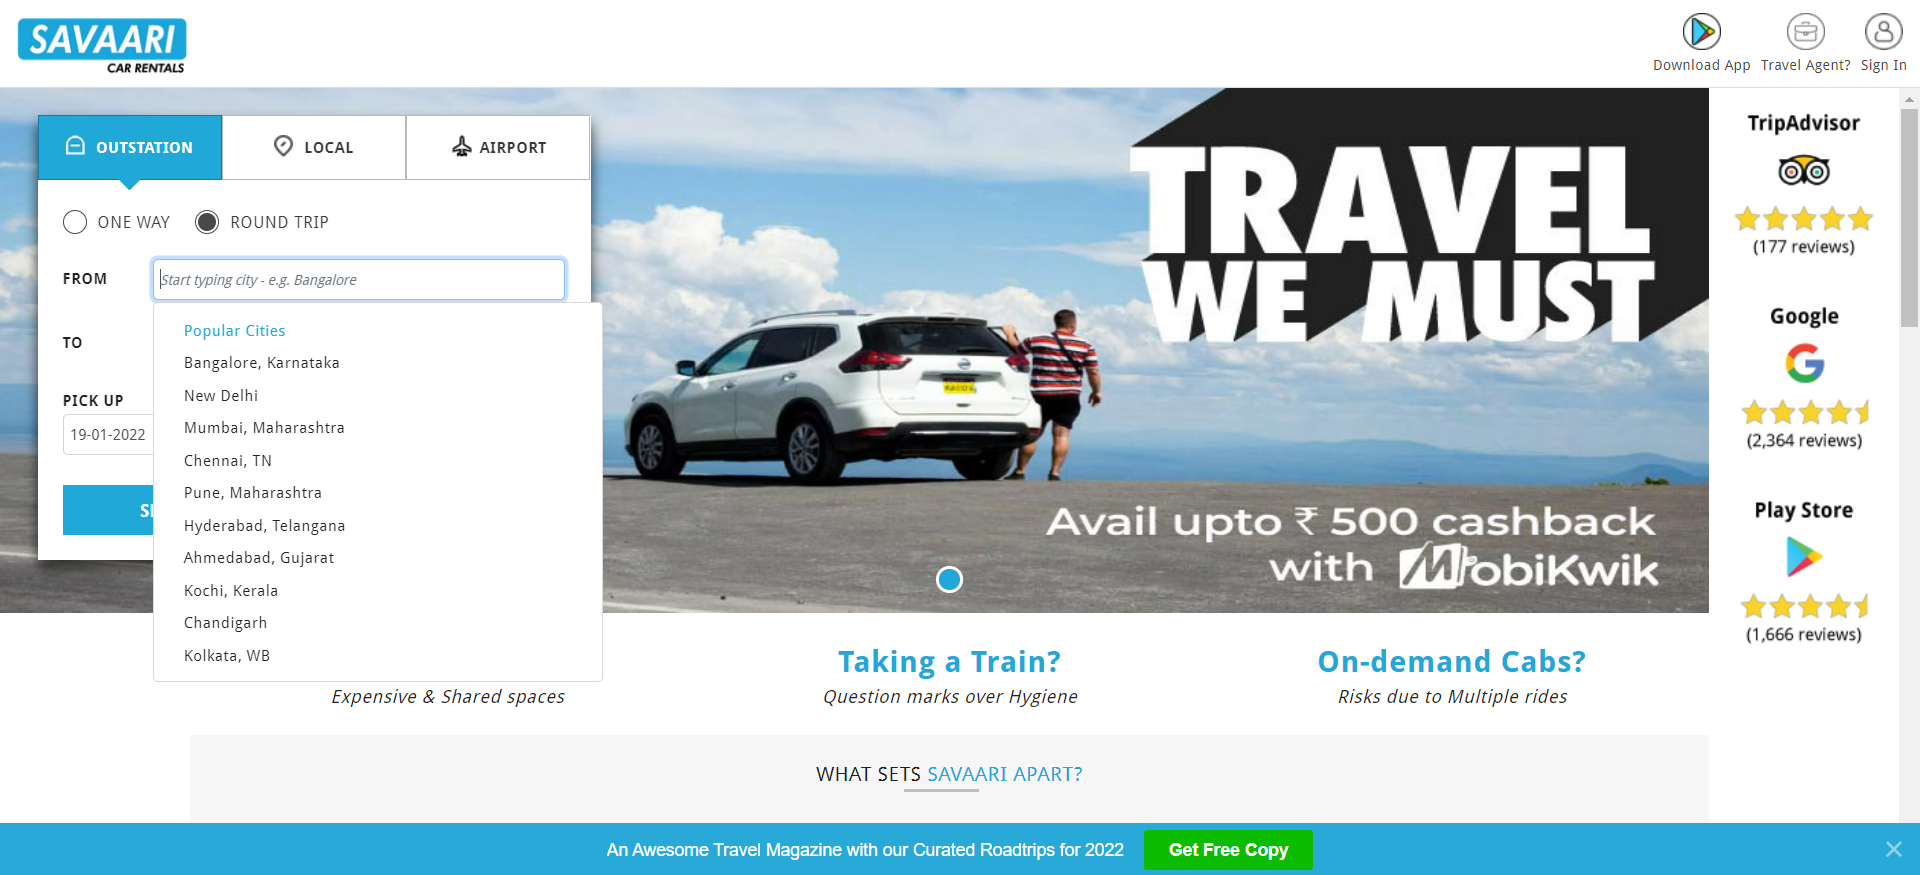 SAVAARI
CAR RENTALS
Download App
Travel Agent?
Sign In
OUTSTATION
LOCAL
AIRPORT
ONE WAY
ROUND TRIP
FROM
Start typing city - e.g. Bangalore
TO
PICK UP
19-01-2022
Popular Cities
Bangalore, Karnataka
New Delhi
Mumbai, Maharashtra
Chennai, TN
Pune, Maharashtra
Hyderabad, Telangana
Ahmedabad, Gujarat
Kochi, Kerala
Chandigarh
Kolkata, WB
TRAVEL
WE MUST
Avail upto ₹ 500 cashback
with MobiKwik
TripAdvisor
(177 reviews)
Google
(2,364 reviews)
Play Store
(1,666 reviews)
Expensive & Shared spaces
Taking a Train?
Question marks over Hygiene
On-demand Cabs?
Risks due to Multiple rides
WHAT SETS SAVAARI APART?
An Awesome Travel Magazine with our Curated Roadtrips for 2022
Get Free Copy